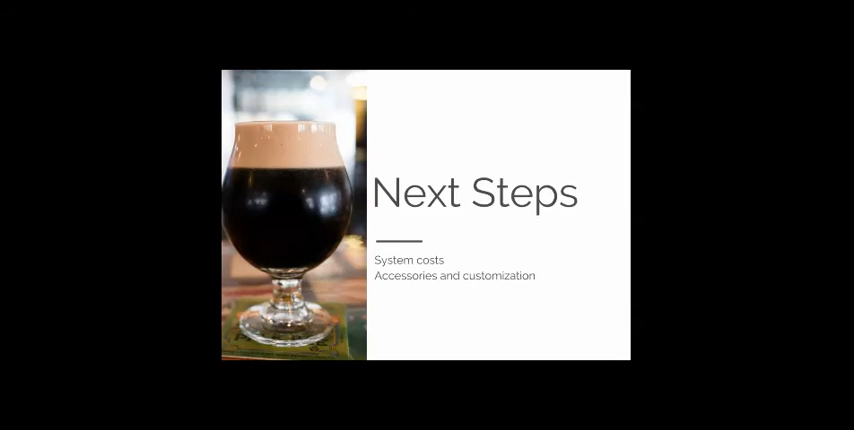 Next Steps
System costs
Accessories and customization